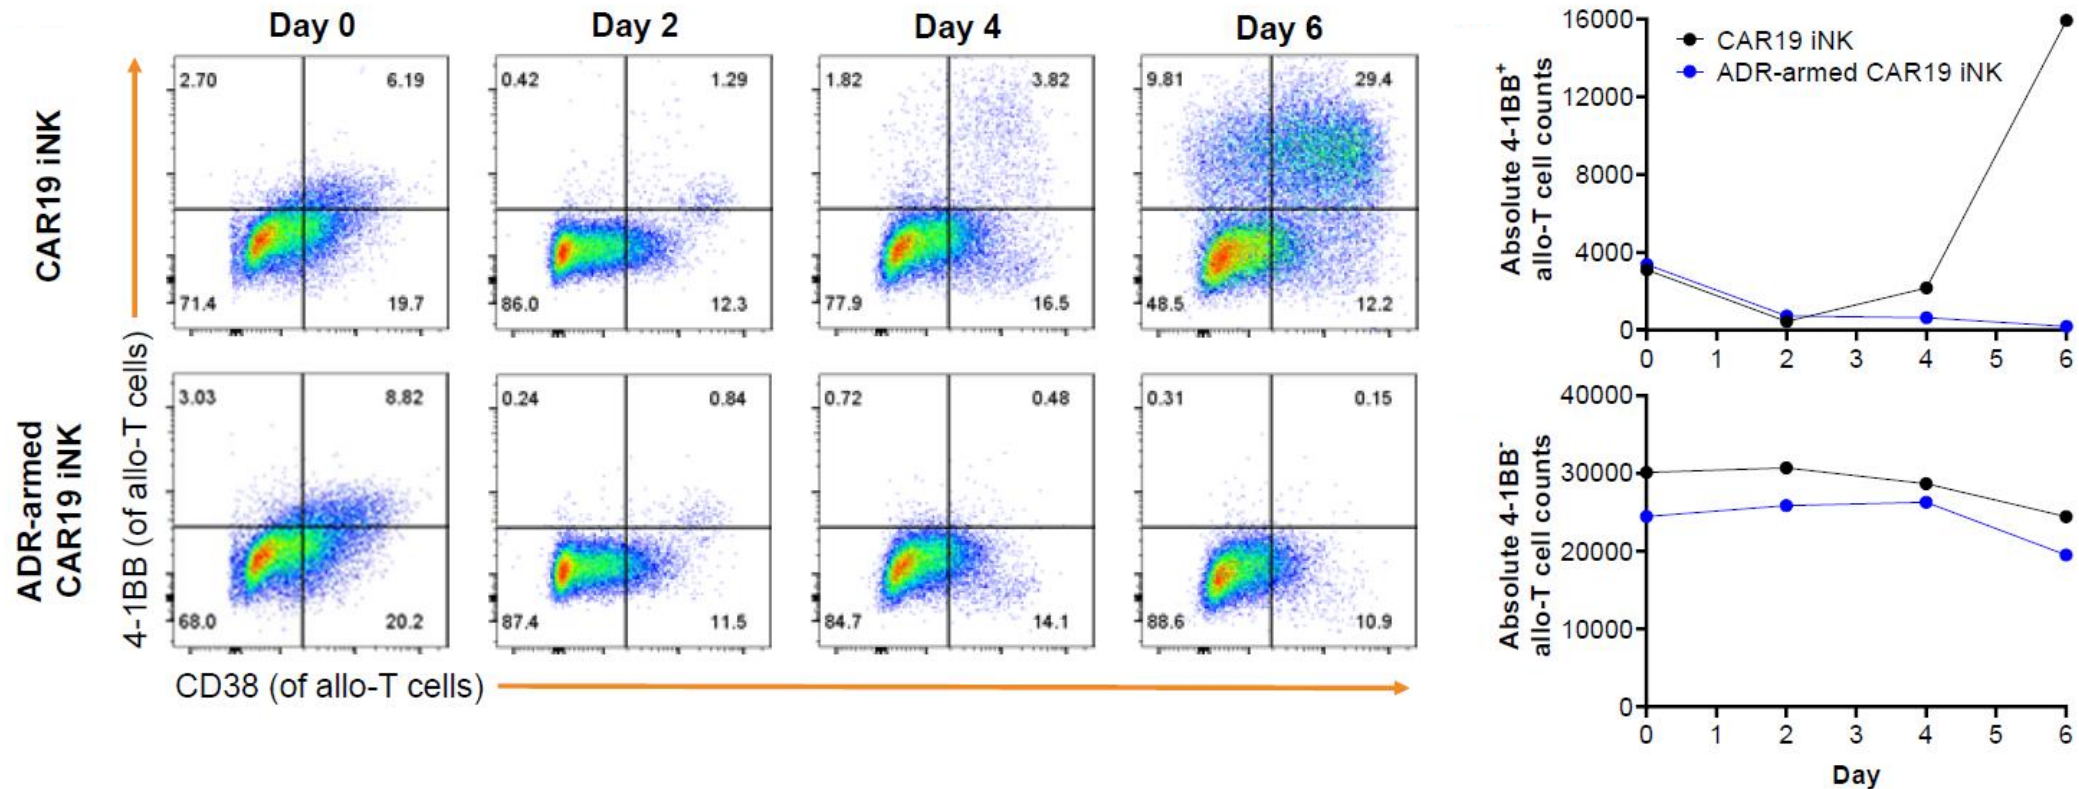 Day 0
Day 2
Day 4
Day 6
CAR19 iNK
2.70
6.19
71.4
19.7
0.42
1.29
86.0
12.3
1.82
3.82
77.9
16.5
9.81
29.4
48.5
12.2
ADR-armed
CAR19 iNK
3.03
8.82
68.0
20.2
0.24
0.84
87.4
11.5
0.72
0.48
84.7
14.1
0.31
0.15
88.6
10.9
4-1BB (of allo-T cells)
CD38 (of allo-T cells)
Absolute 4-1BB⁺
allo-T cell counts
16000
12000
8000
4000
0
CAR19 iNK
ADR-armed CAR19 iNK
0 1 2 3 4 5 6
Absolute 4-1BB⁻
allo-T cell counts
40000
30000
20000
10000
0
0 1 2 3 4 5 6
Day